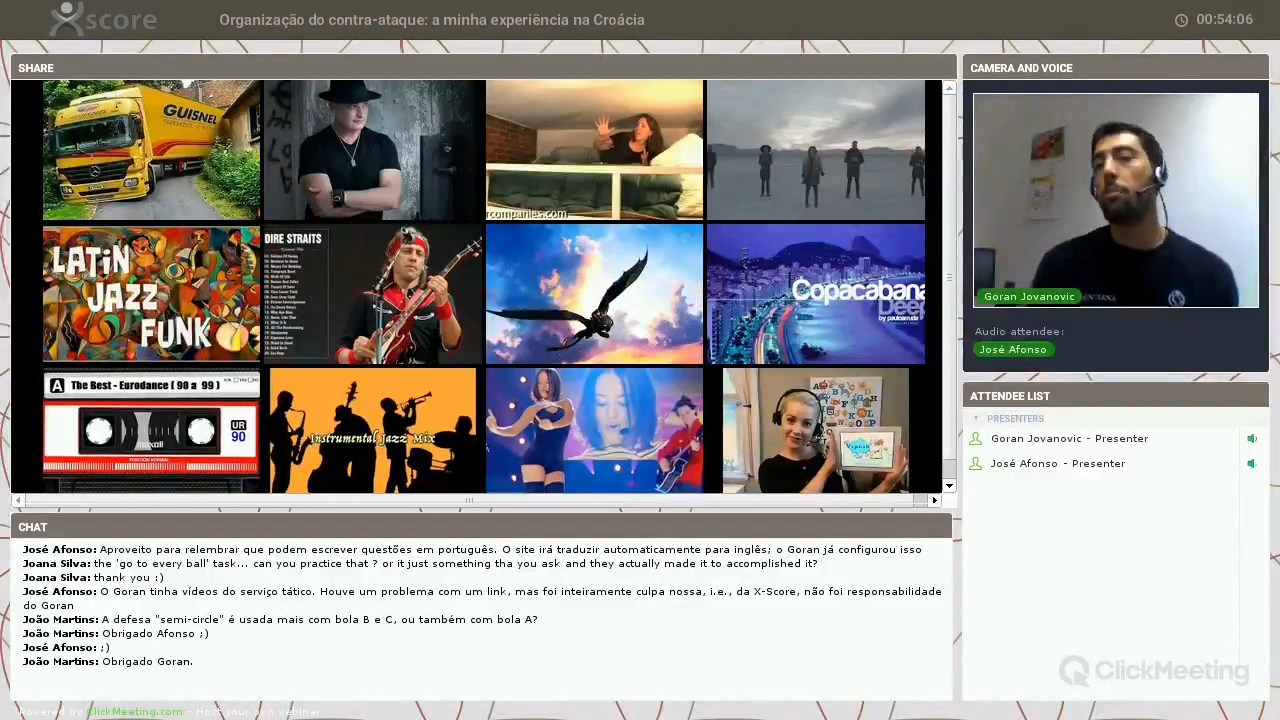 score
Organização do contra-ataque: a minha experiência na Croácia
00:54:06
SHARE
GUISNEL
rcompanies.com
LATIN
JAZZ
FUNK
DIRE STRAITS
Copacabana
Deep
by pauloarruda
A The Best - Eurodance ( 90 a 99 )
maxell
UR
90
POSITION NORMAL
Instrumental Jazz Mix
CAMERA AND VOICE
Goran Jovanovic
Audio attendee:
José Afonso
ATTENDEE LIST
PRESENTERS
Goran Jovanovic - Presenter
José Afonso - Presenter
CHAT
José Afonso: Aproveito para relembrar que podem escrever questões em português. O site irá traduzir automaticamente para inglês; o Goran já configurou isso
Joana Silva: the 'go to every ball' task... can you practice that ? or it just something tha you ask and they actually made it to accomplished it?
Joana Silva: thank you :)
José Afonso: O Goran tinha vídeos do serviço tático. Houve um problema com um link, mas foi inteiramente culpa nossa, i.e., da X-Score, não foi responsabilidade
do Goran
João Martins: A defesa "semi-circle" é usada mais com bola B e C, ou também com bola A?
João Martins: Obrigado Afonso ;)
José Afonso: ;)
João Martins: Obrigado Goran.
ClickMeeting
Powered by ClickMeeting.com - Host your own webinar